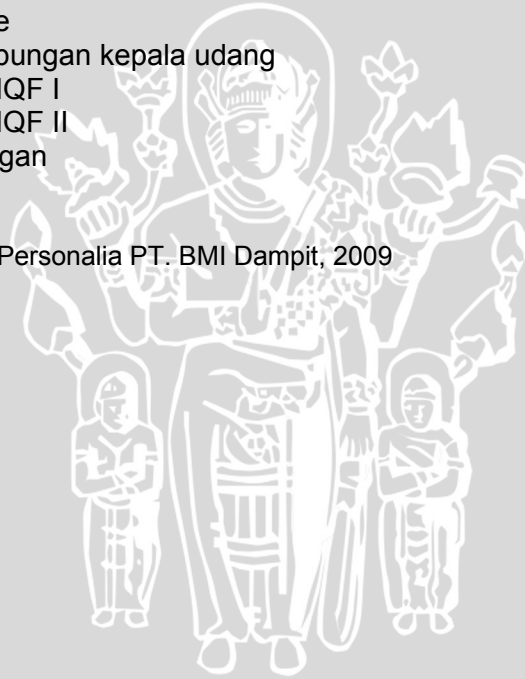 e
bungan kepala udang
IQF I
IQF II
gan
Personalia PT. BMI Dampit, 2009